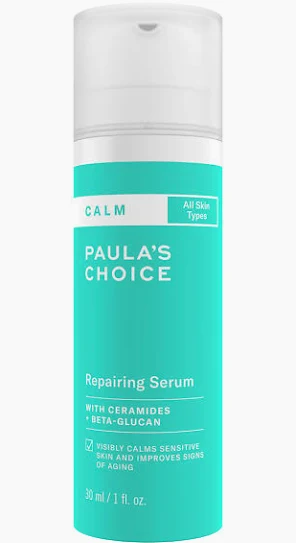 CALM
All Skin
Types
PAULA'S
CHOICE
Repairing Serum
WITH CERAMIDES
+ BETA-GLUCAN
VISIBLY CALMS SENSITIVE
SKIN AND IMPROVES SIGNS
OF AGING
30 ml / 1 fl. oz.